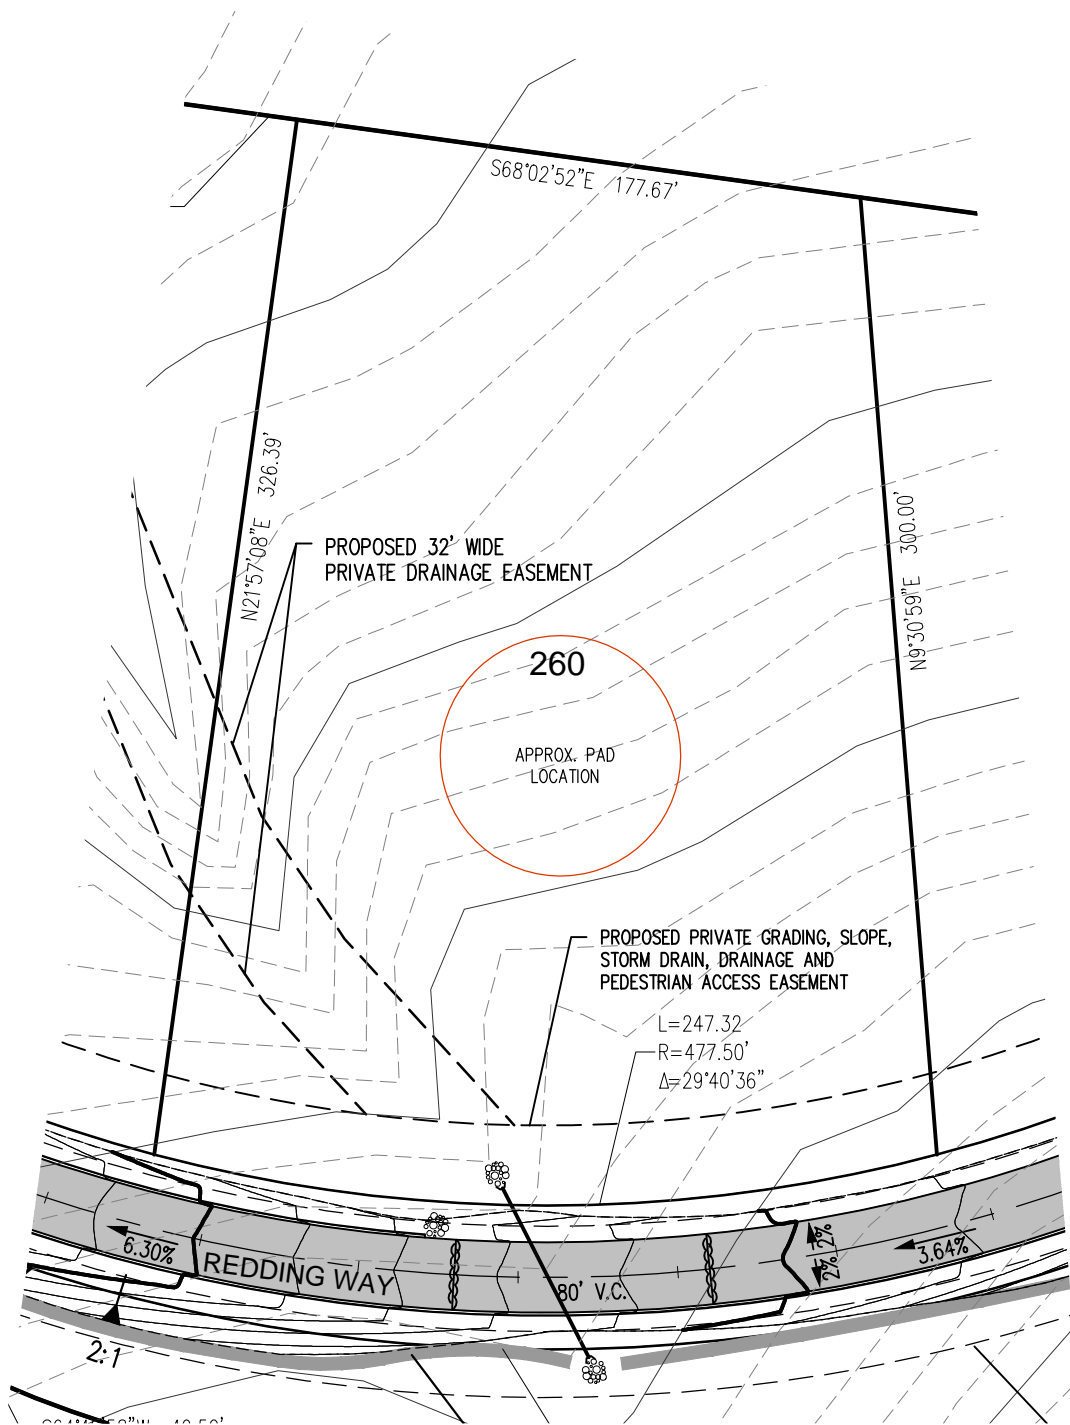 S68°02'52"E 177.67'
N21°57'08"E 326.39'
PROPOSED 32' WIDE
PRIVATE DRAINAGE EASEMENT
N9°30'59"E 300.00'
260
APPROX. PAD
LOCATION
PROPOSED PRIVATE GRADING, SLOPE,
STORM DRAIN, DRAINAGE AND
PEDESTRIAN ACCESS EASEMENT
L=247.32
R=477.50'
Δ=29°40'36"
6.30%
REDDING WAY
80' V.C.
2%
2%
3.64%
2:1